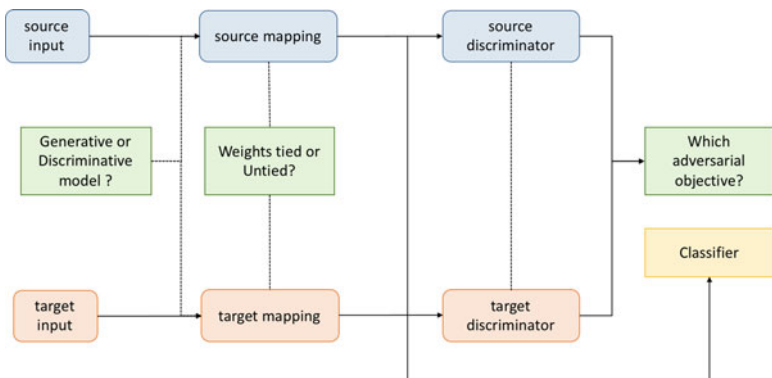 source
input
source mapping
source
discriminator
Generative or
Discriminative
model ?
Weights tied or
Untied?
Which
adversarial
objective?
Classifier
target
input
target mapping
target
discriminator